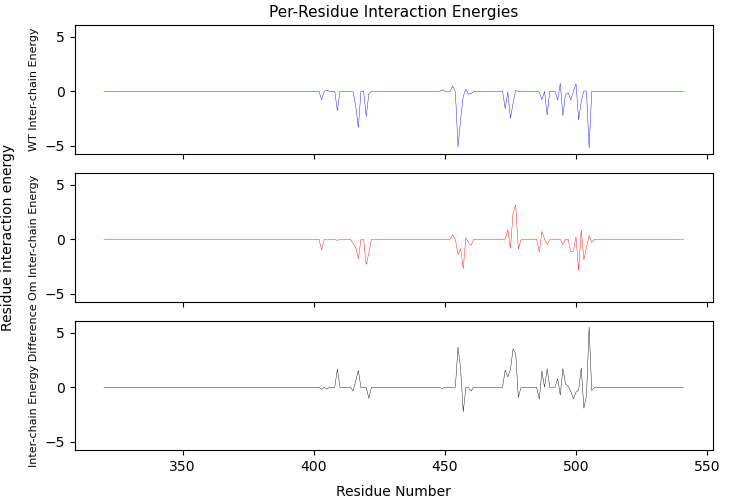 Per-Residue Interaction Energies
Residue interaction energy
WT Inter-chain Energy
5
0
−5
Om Inter-chain Energy
5
0
−5
Inter-chain Energy Difference
5
0
−5
350
400
450
500
550
Residue Number